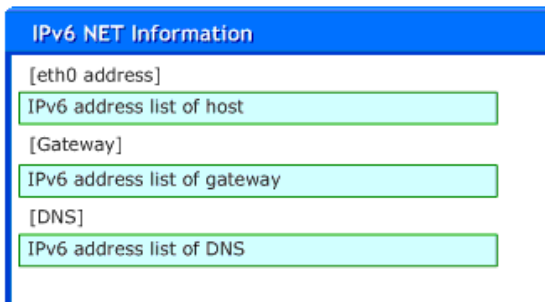 IPv6 NET Information
[eth0 address]
IPv6 address list of host
[Gateway]
IPv6 address list of gateway
[DNS]
IPv6 address list of DNS